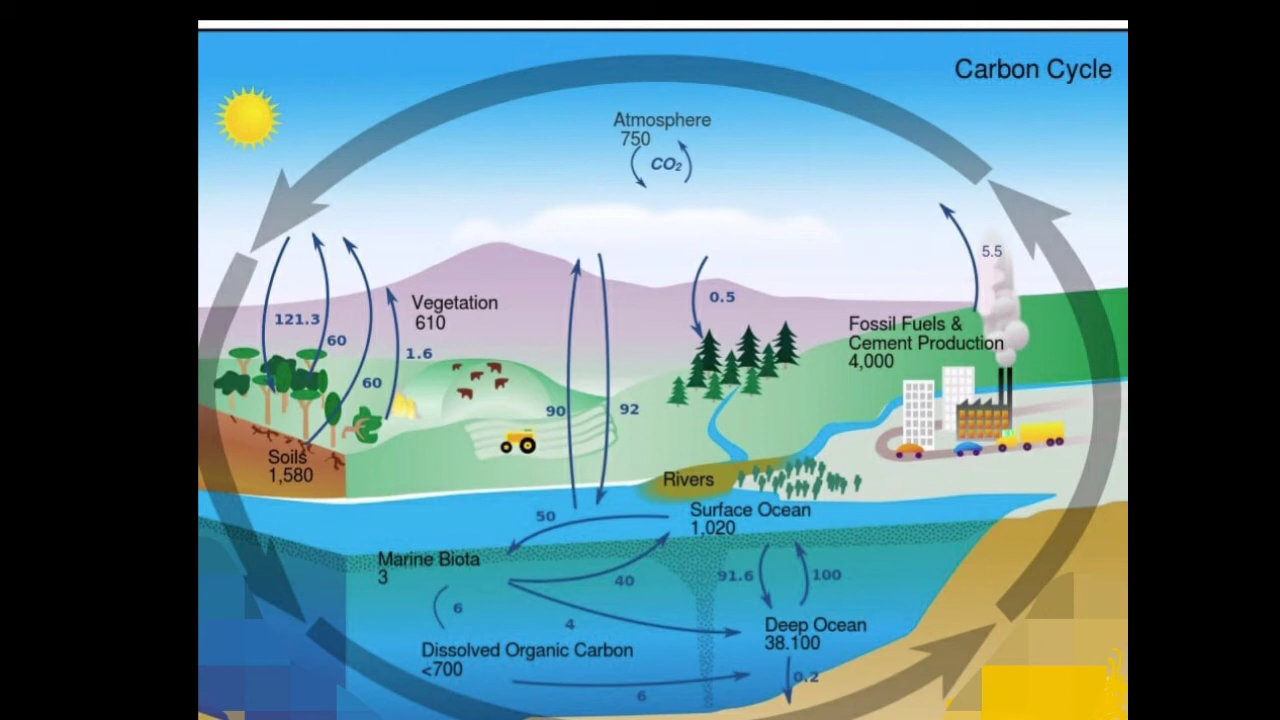 Carbon Cycle
Atmosphere
750
CO₂
5.5
121.3
60
60
1.6
Vegetation
610
0.5
Fossil Fuels &
Cement Production
4,000
90
92
Soils
1,580
Rivers
Surface Ocean
1,020
50
Marine Biota
3
40
91.6
100
6
4
Deep Ocean
38.100
Dissolved Organic Carbon
<700
6
0.2